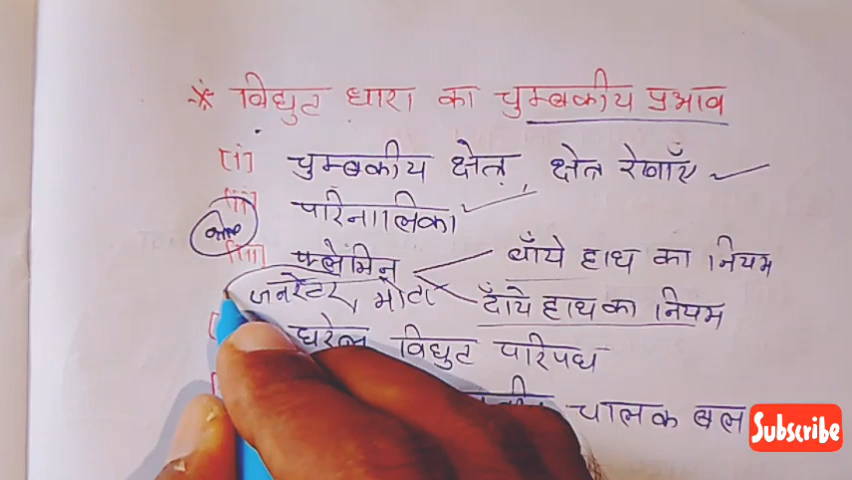 * विधुत धारा का चुम्बकीय प्रभाव
[i] चुम्बकीय क्षेत्र, क्षेत्र रेखाएँ
[ii] परिनालिका
[iii] फ्लेमिंग
बाँये हाथ का नियम
जनरेटर, मोटर
दाँये हाथ का नियम
घरेलू विधुत परिपथ
चालक बल
Subscribe